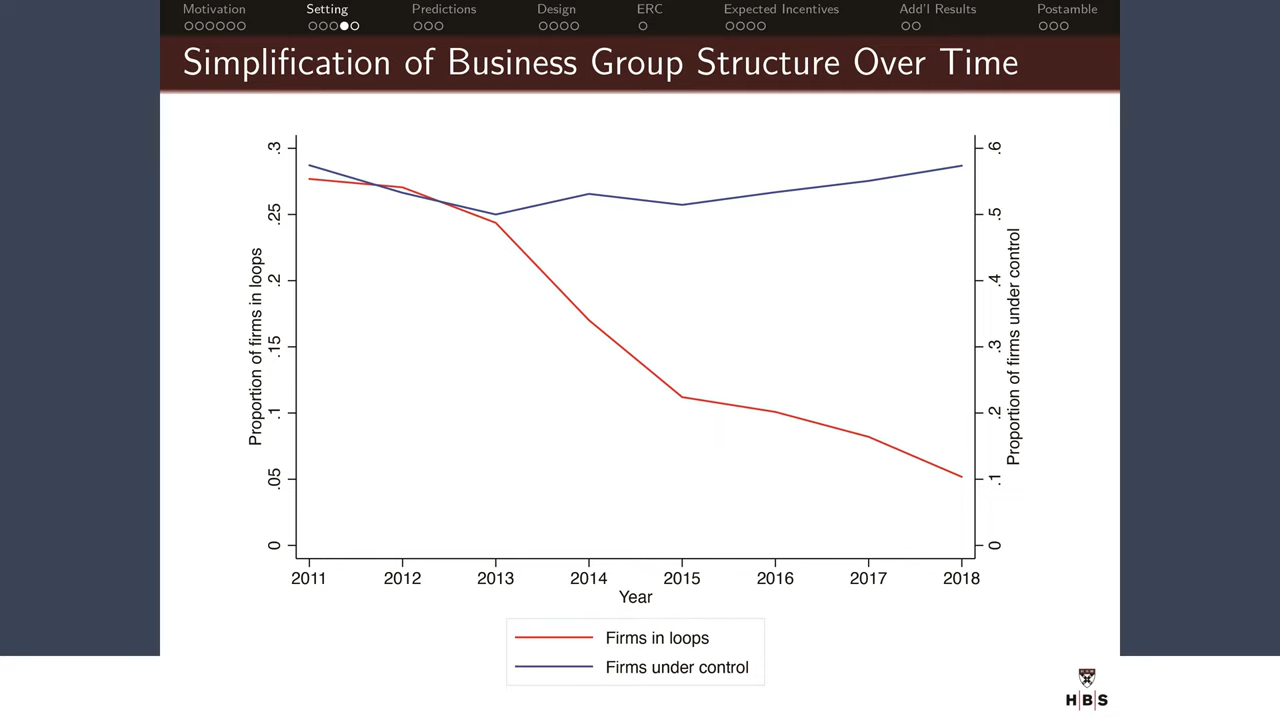 Motivation Setting Predictions Design ERC Expected Incentives Add'l Results Postamble
Simplification of Business Group Structure Over Time
Proportion of firms in loops
.3
.25
.2
.15
.1
.05
0
.6
.5
.4
.3
.2
.1
0
Proportion of firms under control
2011 2012 2013 2014 2015 2016 2017 2018
Year
Firms in loops
Firms under control
H|B|S